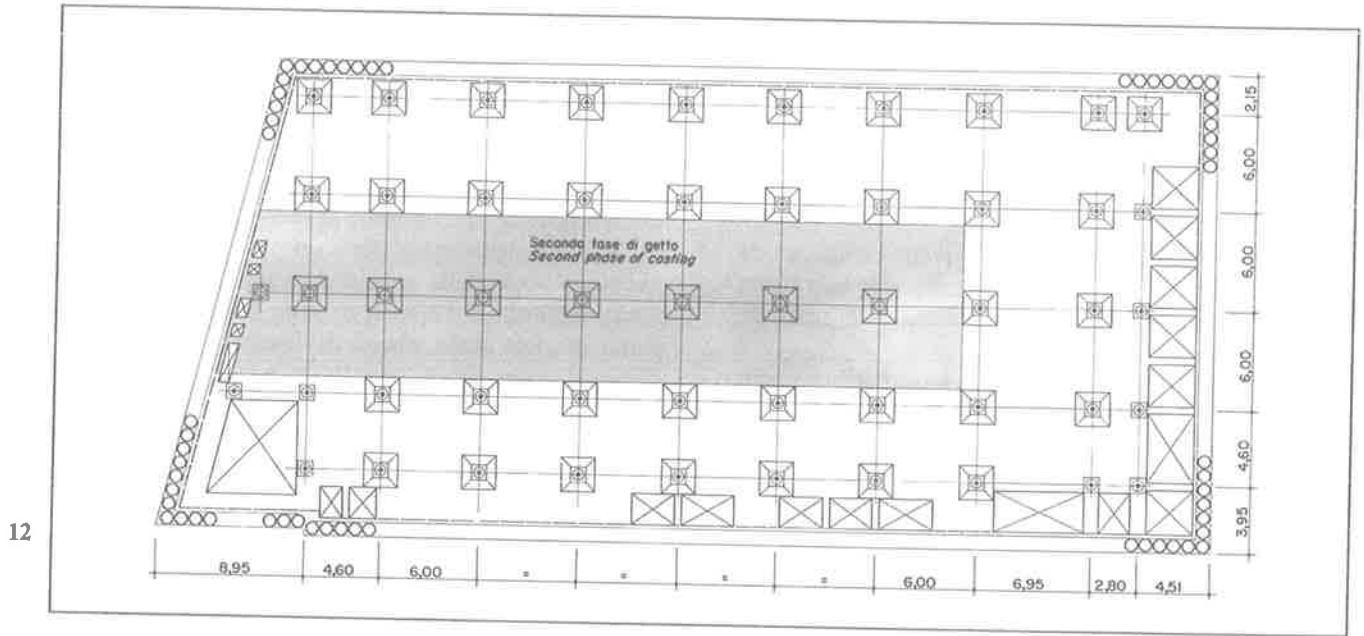 Seconda fase di getto
Second phase of casting
2,15
6,00
6,00
6,00
4,60
3,95
12
8,95 4,60 6,00 = = = = 6,00 6,95 2,80 4,51